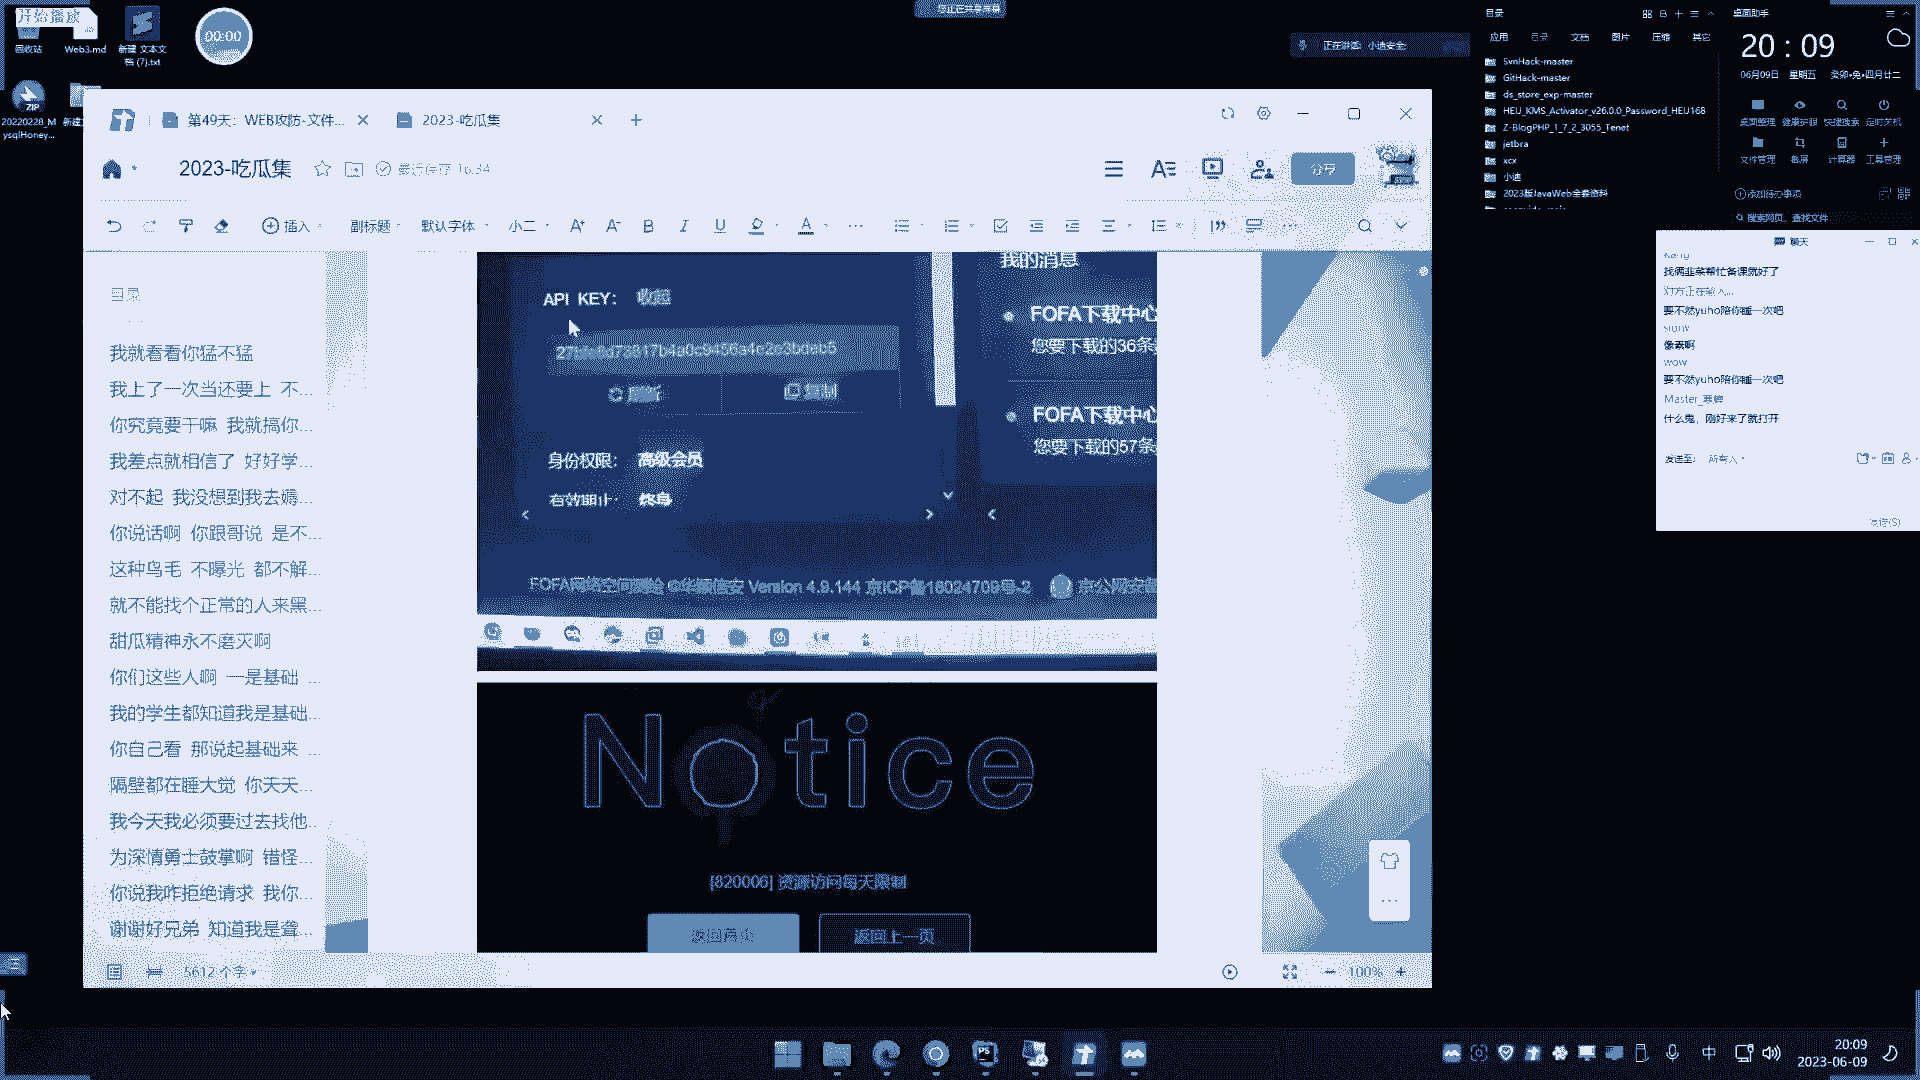 开始播放
回收站
Web3.md
新建 文本文
档 (7).txt
00:00
20220228_M
ysqlHoney...
您正在共享屏幕
正在讲话: 小迪安全
目录
应用 目录 文档 图片 压缩 其它
SvnHack-master
GitHack-master
ds_store_exp-master
HEU_KMS_Activator_v26.0.0_Password_HEU168
Z-BlogPHP_1_7_2_3055_Tenet
jetbra
xcx
小迪
2023版JavaWeb全套资料
桌面助手
20 : 09
06月09日 星期五 癸卯•兔•四月廿二
桌面整理 健康护眼 快捷搜索 定时关机
文件管理 截屏 计算器 工具管理
添加待办事项
搜索网页、查找文件
第49天：WEB攻防-文件...
2023-吃瓜集
2023-吃瓜集
最近保存 16:34
分享
插入
副标题
默认字体
小二
目录
我就看看你猛不猛
我上了一次当还要上 不...
你究竟要干嘛 我就搞你...
我差点就相信了 好好学...
对不起 我没想到我去嫖...
你说话啊 你跟哥说 是不...
这种鸟毛 不曝光 都不解...
就不能找个正常的人来黑...
甜瓜精神永不磨灭啊
你们这些人啊 一是基础 ...
我的学生都知道我是基础...
你自己看 那说起基础来 ...
隔壁都在睡大觉 你天天...
我今天我必须要过去找他...
为深情勇士鼓掌啊 错怪...
你说我咋拒绝请求 我你...
谢谢好兄弟 知道我是聋...
API KEY： 收起
刷新
复制
身份权限： 高级会员
有效期止： 终身
我的消息
FOFA下载中心
您要下载的36条
FOFA下载中心
您要下载的57条
FOFA网络空间测绘 ©华顺信安 Version 4.9.144 京ICP备16024709号-2
京公网安备
Notice
[820006] 资源访问每天限制
返回首页
返回上一页
5612 个字
100%
聊天
找俩韭菜帮忙备课就好了
对方正在输入...
要不然yuho陪你睡一次吧
像素啊
wow
要不然yuho陪你睡一次吧
什么鬼，刚好来了就打开
发送至: 所有人
发送(S)
中
20:09
2023-06-09